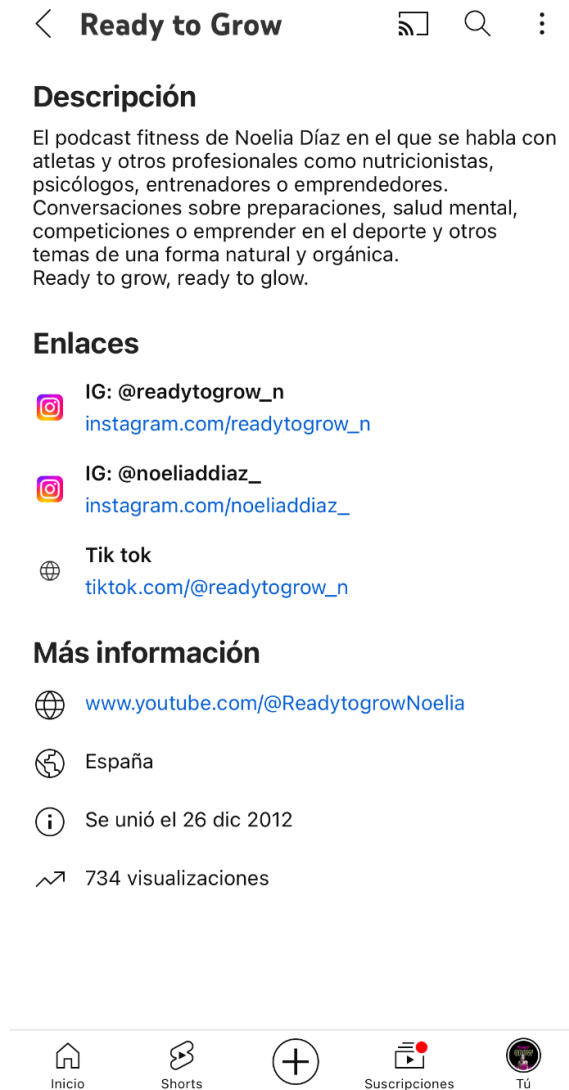 Ready to Grow
Descripción
El podcast fitness de Noelia Díaz en el que se habla con
atletas y otros profesionales como nutricionistas,
psicólogos, entrenadores o emprendedores.
Conversaciones sobre preparaciones, salud mental,
competiciones o emprender en el deporte y otros
temas de una forma natural y orgánica.
Ready to grow, ready to glow.
Enlaces
IG: @readytogrow_n
instagram.com/readytogrow_n
IG: @noeliaddiaz_
instagram.com/noeliaddiaz_
Tik tok
tiktok.com/@readytogrow_n
Más información
www.youtube.com/@ReadytogrowNoelia
España
Se unió el 26 dic 2012
734 visualizaciones
Inicio
Shorts
Suscripciones
Tú